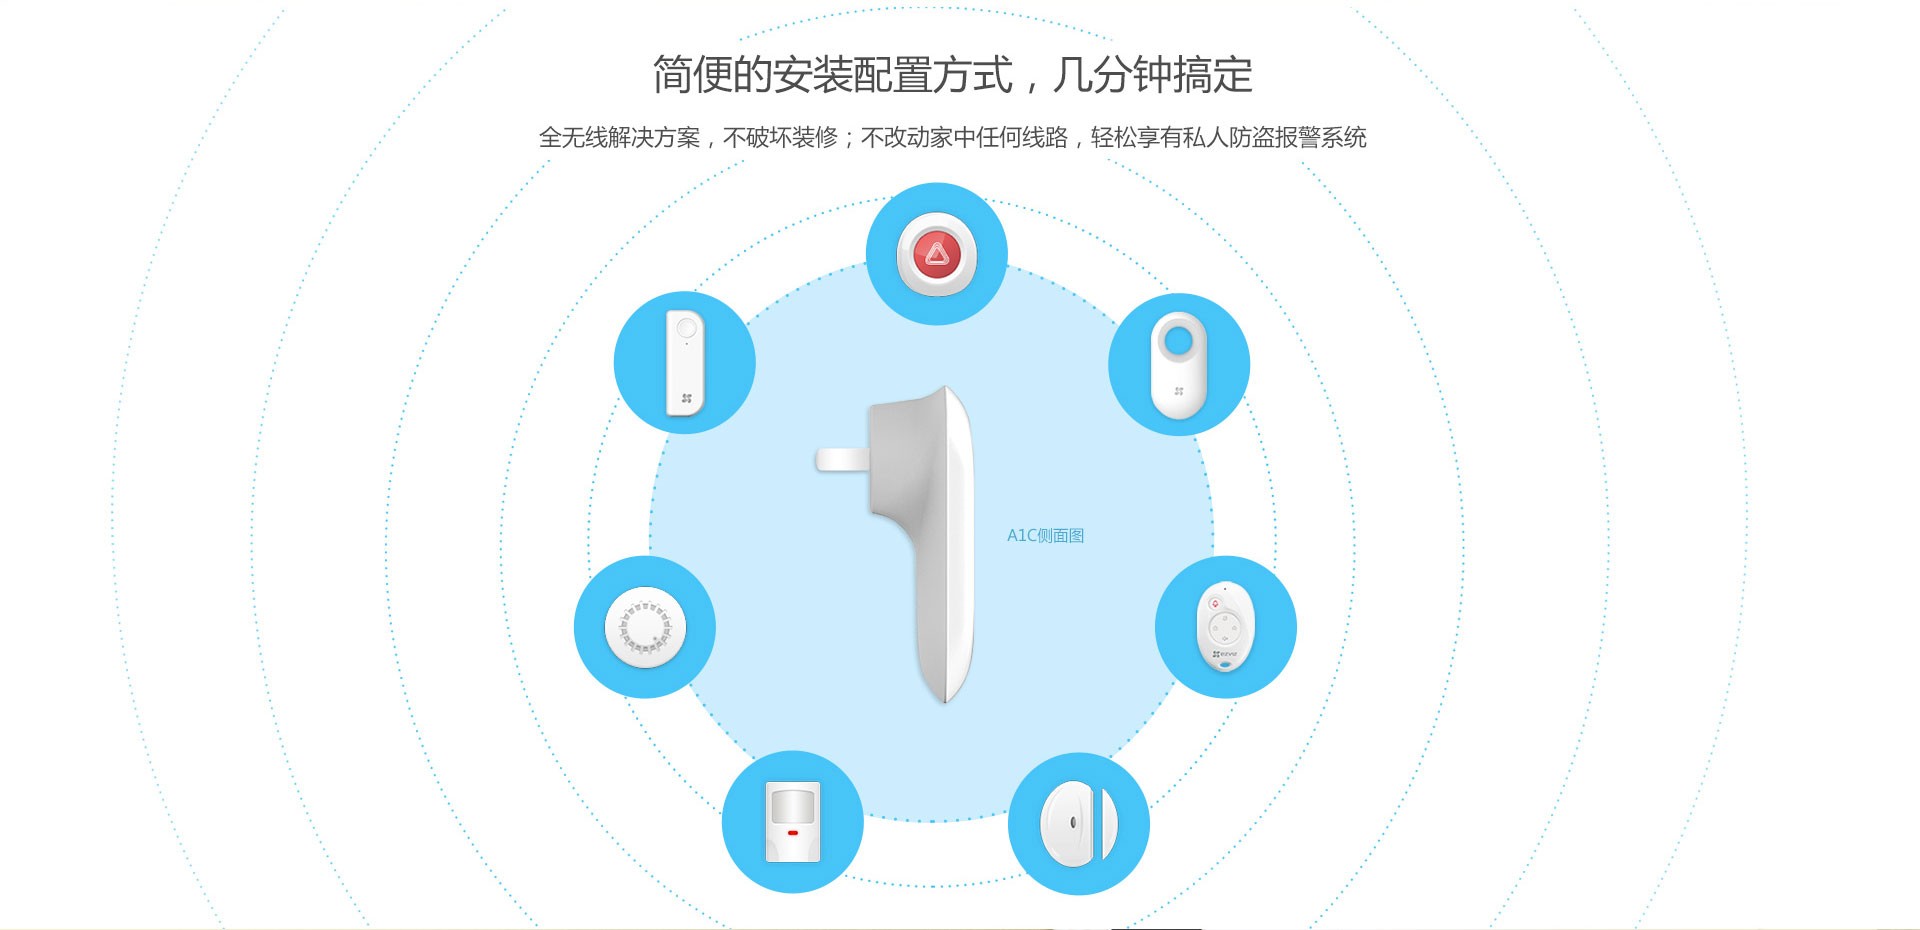 简便的安装配置方式，几分钟搞定
全无线解决方案，不破坏装修；不改动家中任何线路，轻松享有私人防盗报警系统
A1C侧面图
EZVIZ